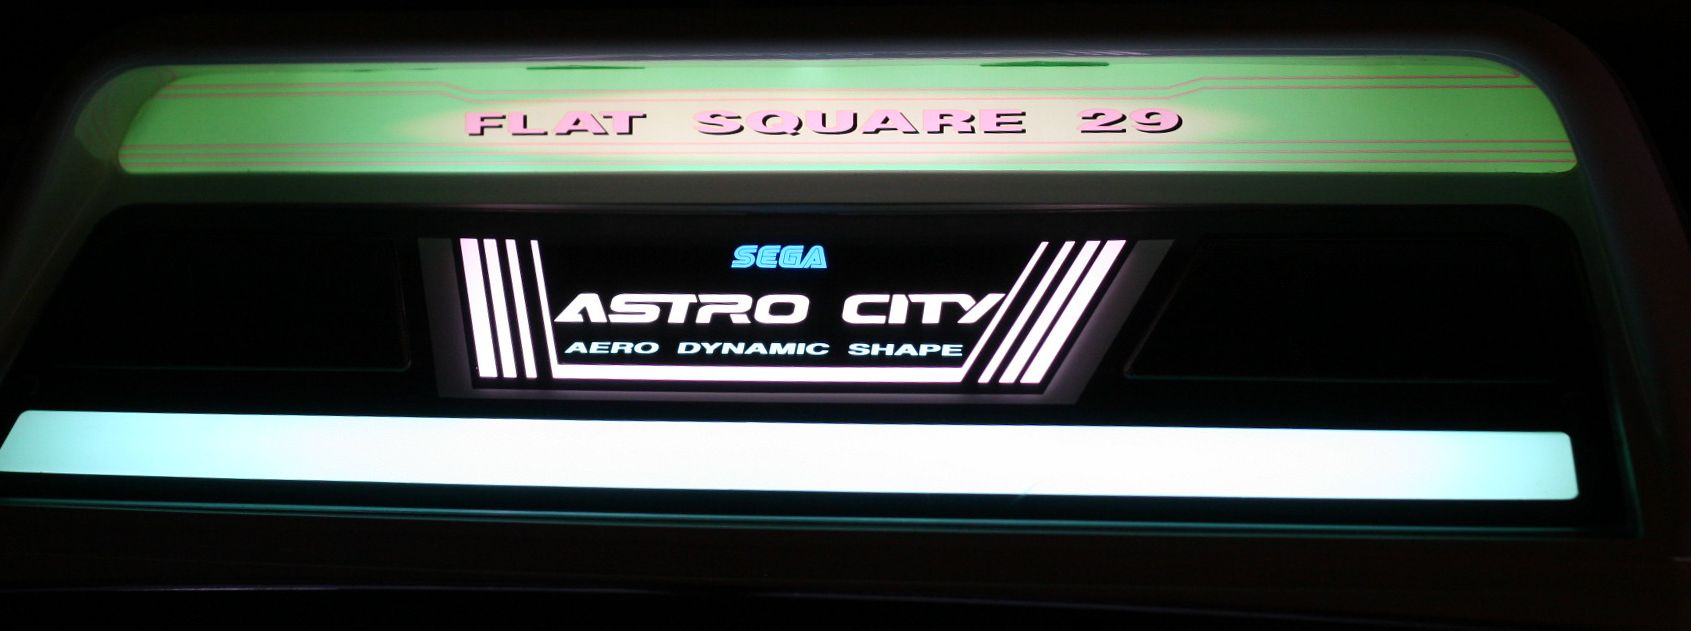 FLAT SQUARE 29
SEGA
ASTRO CITY
AERO DYNAMIC SHAPE